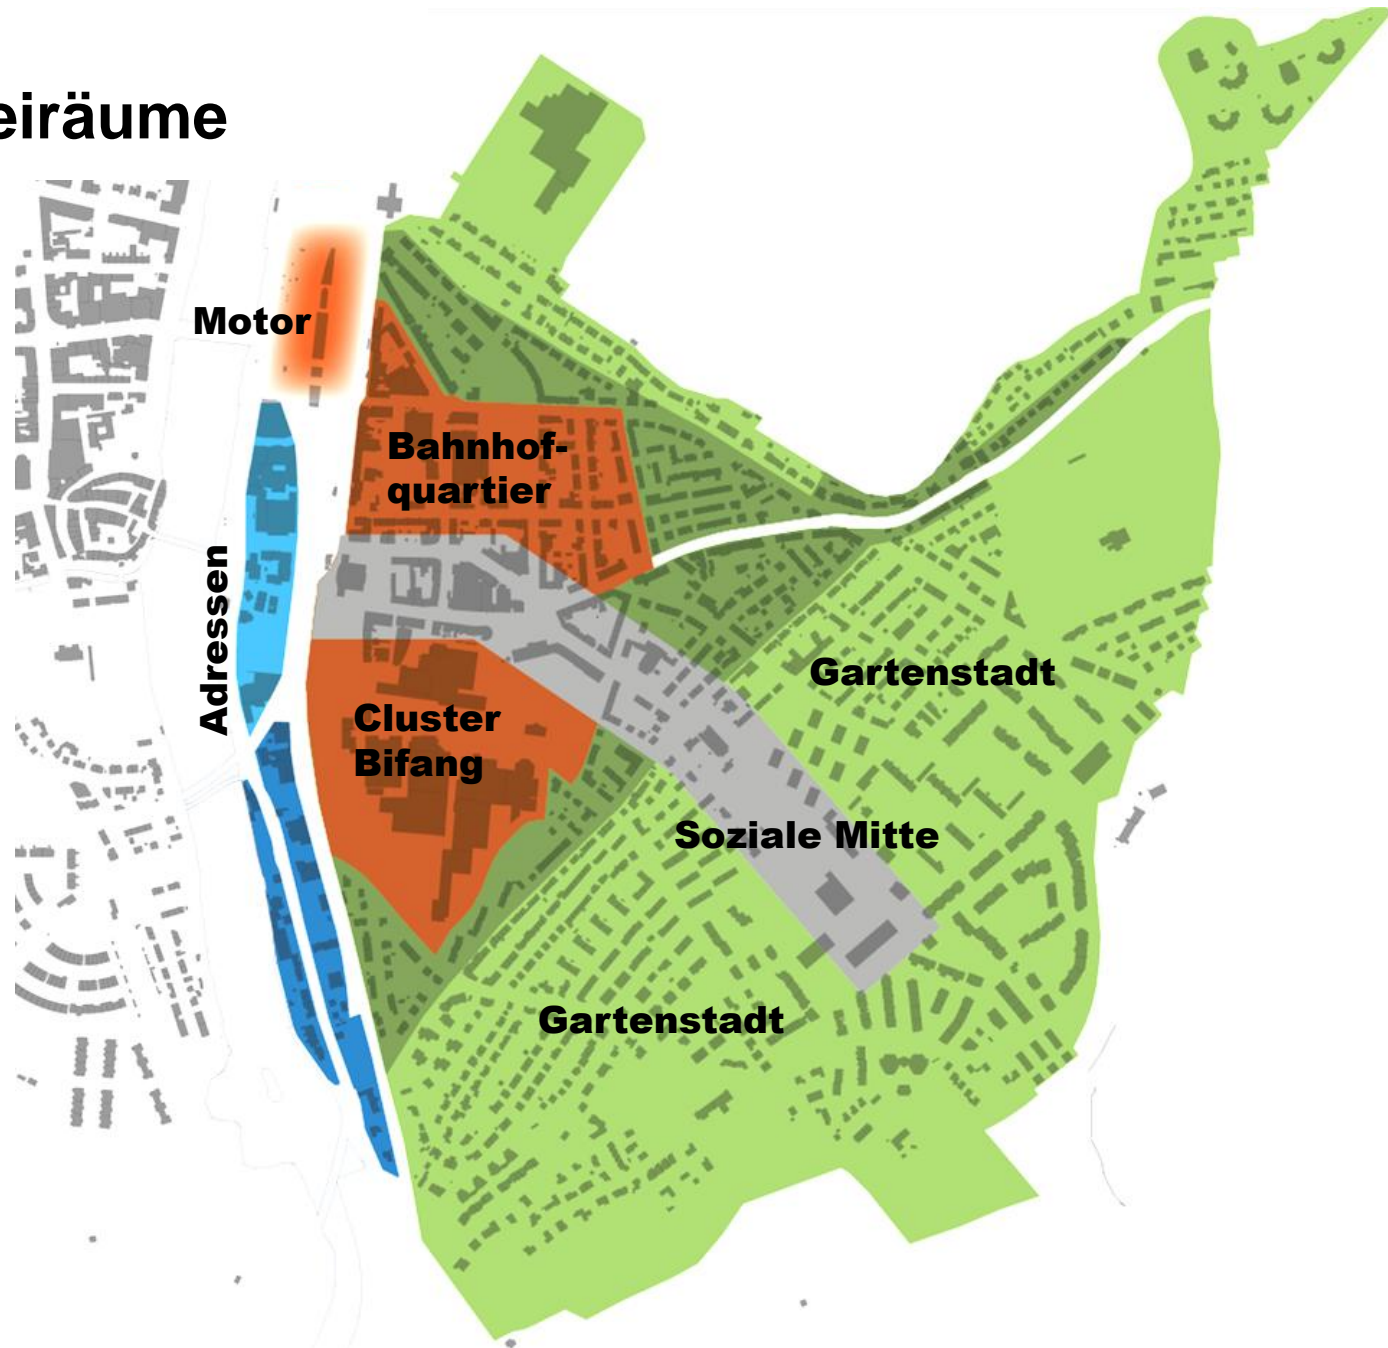 eiräume
Motor
Bahnhof-
quartier
Adressen
Gartenstadt
Cluster
Bifang
Soziale Mitte
Gartenstadt